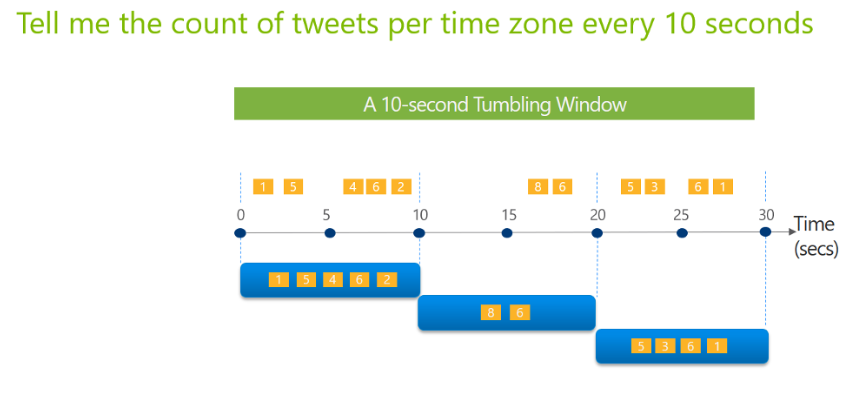 Tell me the count of tweets per time zone every 10 seconds
A 10-second Tumbling Window
1 5 4 6 2 8 6 5 3 6 1
0 5 10 15 20 25 30
Time
(secs)
1 5 4 6 2
8 6
5 3 6 1